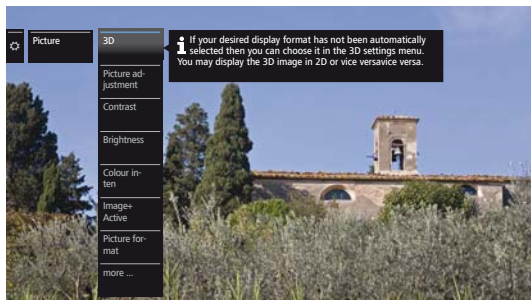 Picture
3D
If your desired display format has not been automatically
selected then you can choose it in the 3D settings menu.
You may display the 3D image in 2D or vice versavice versa.
Picture ad-
justment
Contrast
Brightness
Colour in-
ten
Image+
Active
Picture for-
mat
more ...